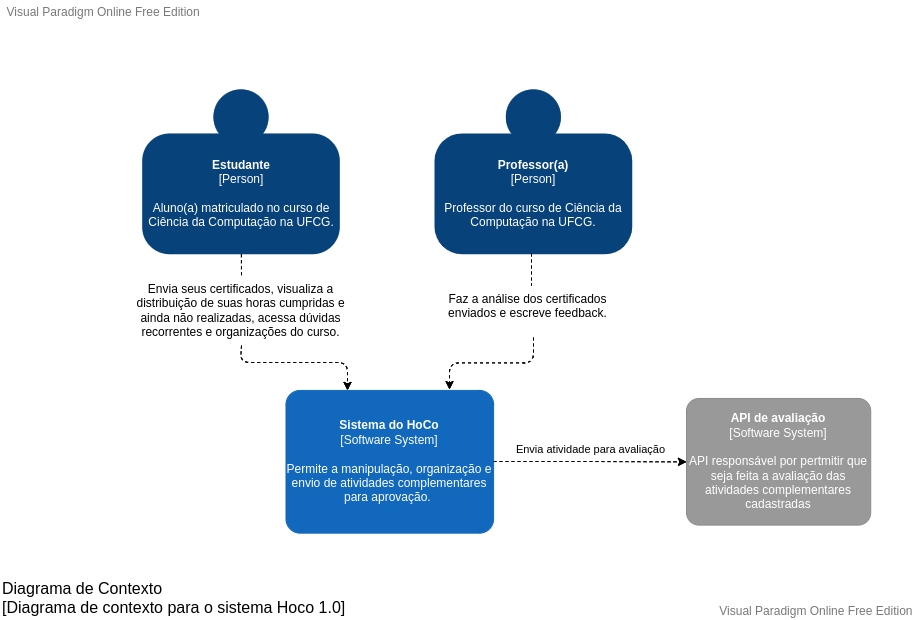 Visual Paradigm Online Free Edition
Estudante
[Person]
Aluno(a) matriculado no curso de
Ciência da Computação na UFCG.
Professor(a)
[Person]
Professor do curso de Ciência da
Computação na UFCG.
Envia seus certificados, visualiza a
distribuição de suas horas cumpridas e
ainda não realizadas, acessa dúvidas
recorrentes e organizações do curso.
Faz a análise dos certificados
enviados e escreve feedback.
Sistema do HoCo
[Software System]
Permite a manipulação, organização e
envio de atividades complementares
para aprovação.
Envia atividade para avaliação
API de avaliação
[Software System]
API responsável por pertmitir que
seja feita a avaliação das
atividades complementares
cadastradas
Diagrama de Contexto
[Diagrama de contexto para o sistema Hoco 1.0]
Visual Paradigm Online Free Edition